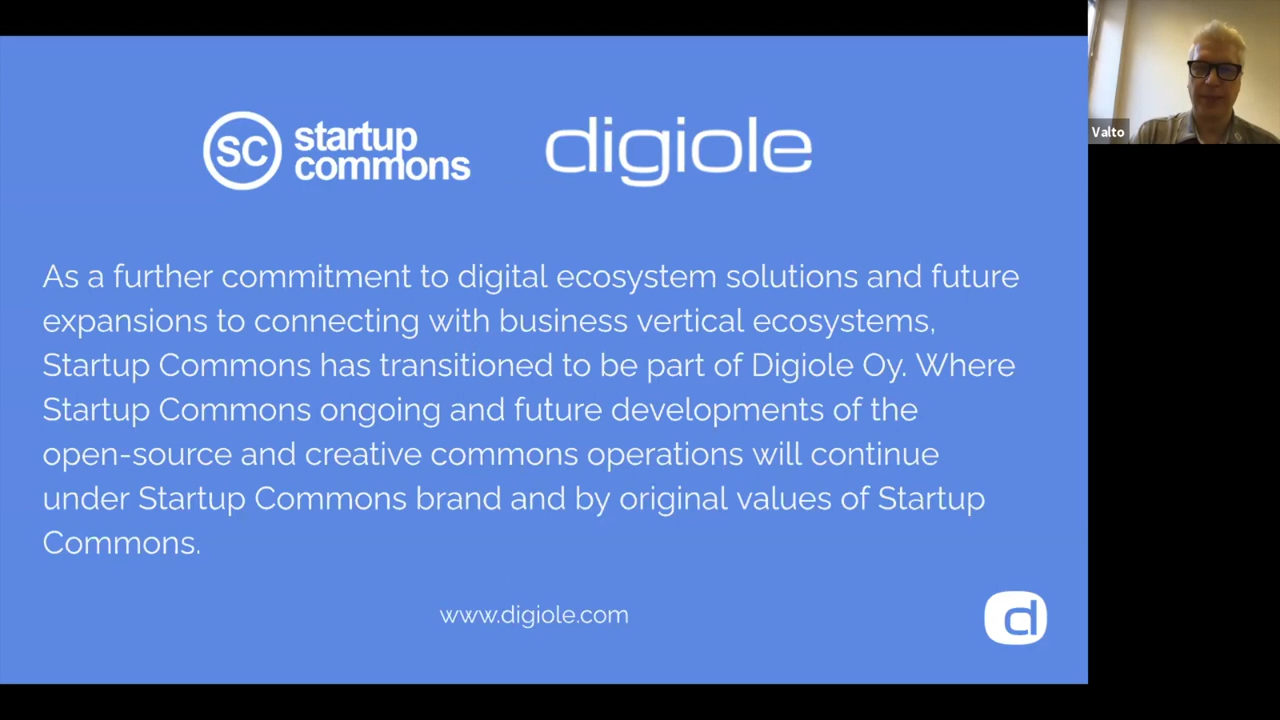 SC startup commons
digiole
Valto
As a further commitment to digital ecosystem solutions and future
expansions to connecting with business vertical ecosystems,
Startup Commons has transitioned to be part of Digiole Oy. Where
Startup Commons ongoing and future developments of the
open-source and creative commons operations will continue
under Startup Commons brand and by original values of Startup
Commons.
www.digiole.com
d